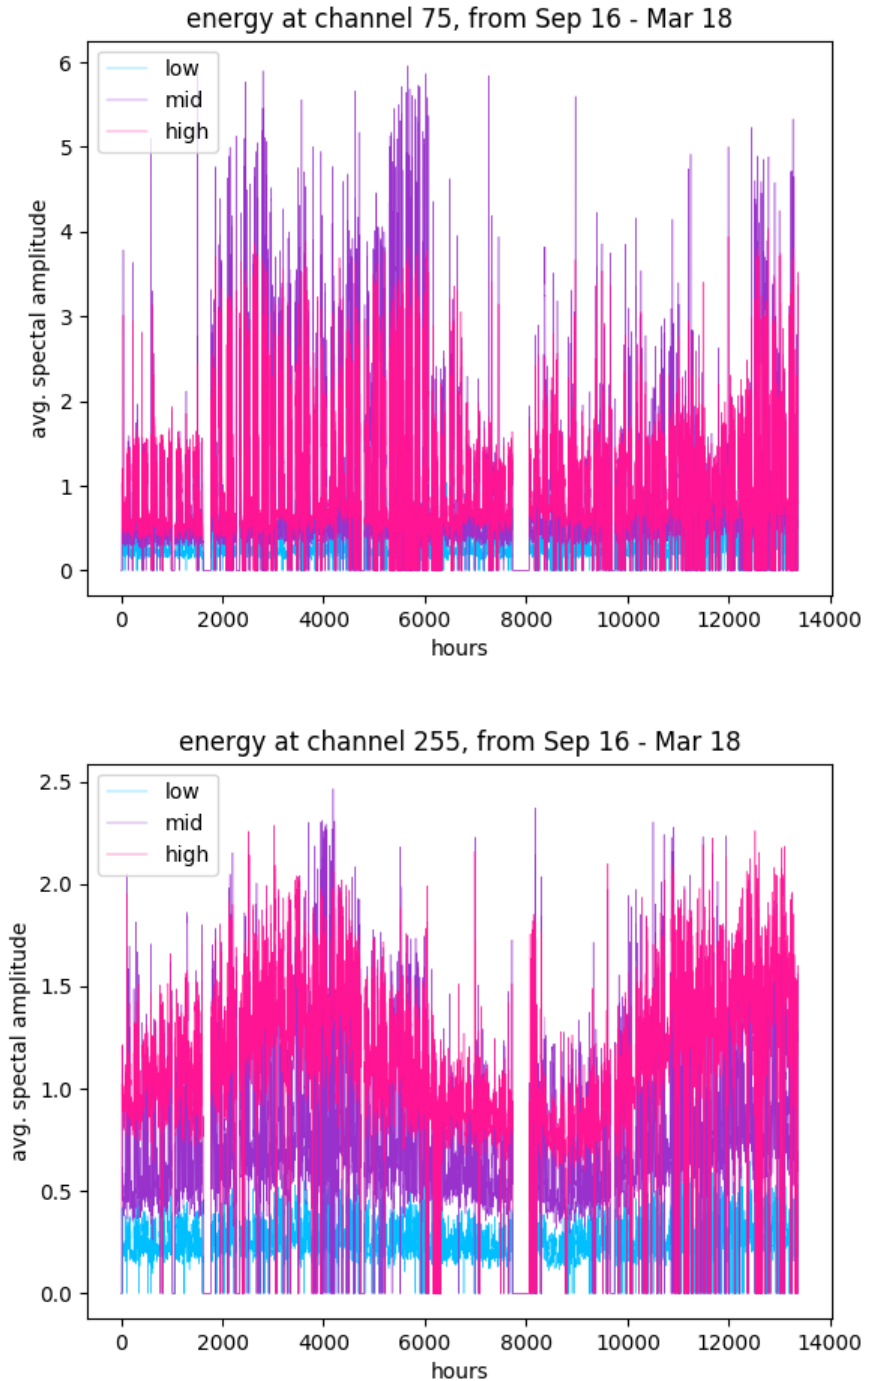 energy at channel 75, from Sep 16 - Mar 18
low
mid
high
avg. spectal amplitude
6
5
4
3
2
1
0
0 2000 4000 6000 8000 10000 12000 14000
hours
energy at channel 255, from Sep 16 - Mar 18
low
mid
high
avg. spectal amplitude
2.5
2.0
1.5
1.0
0.5
0.0
0 2000 4000 6000 8000 10000 12000 14000
hours